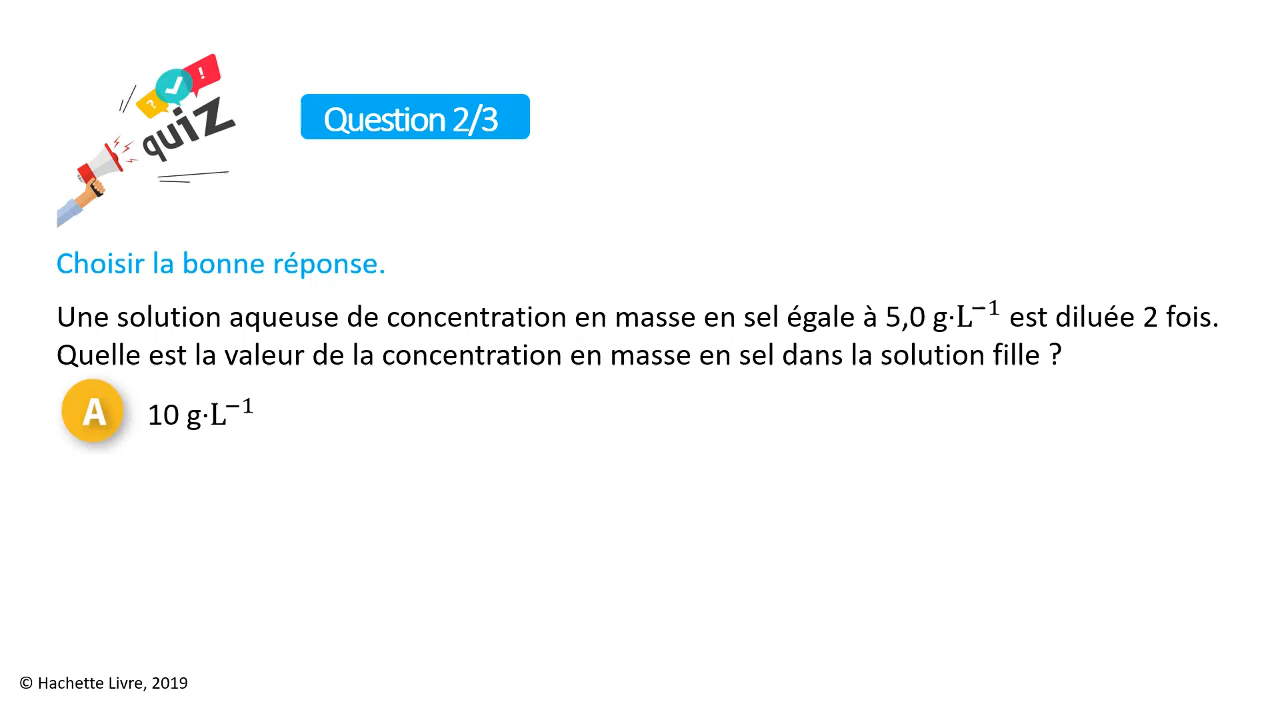 ? !
quiz
Question 2/3
Choisir la bonne réponse.
Une solution aqueuse de concentration en masse en sel égale à 5,0 g·L⁻¹ est diluée 2 fois.
Quelle est la valeur de la concentration en masse en sel dans la solution fille ?
A 10 g·L⁻¹
© Hachette Livre, 2019